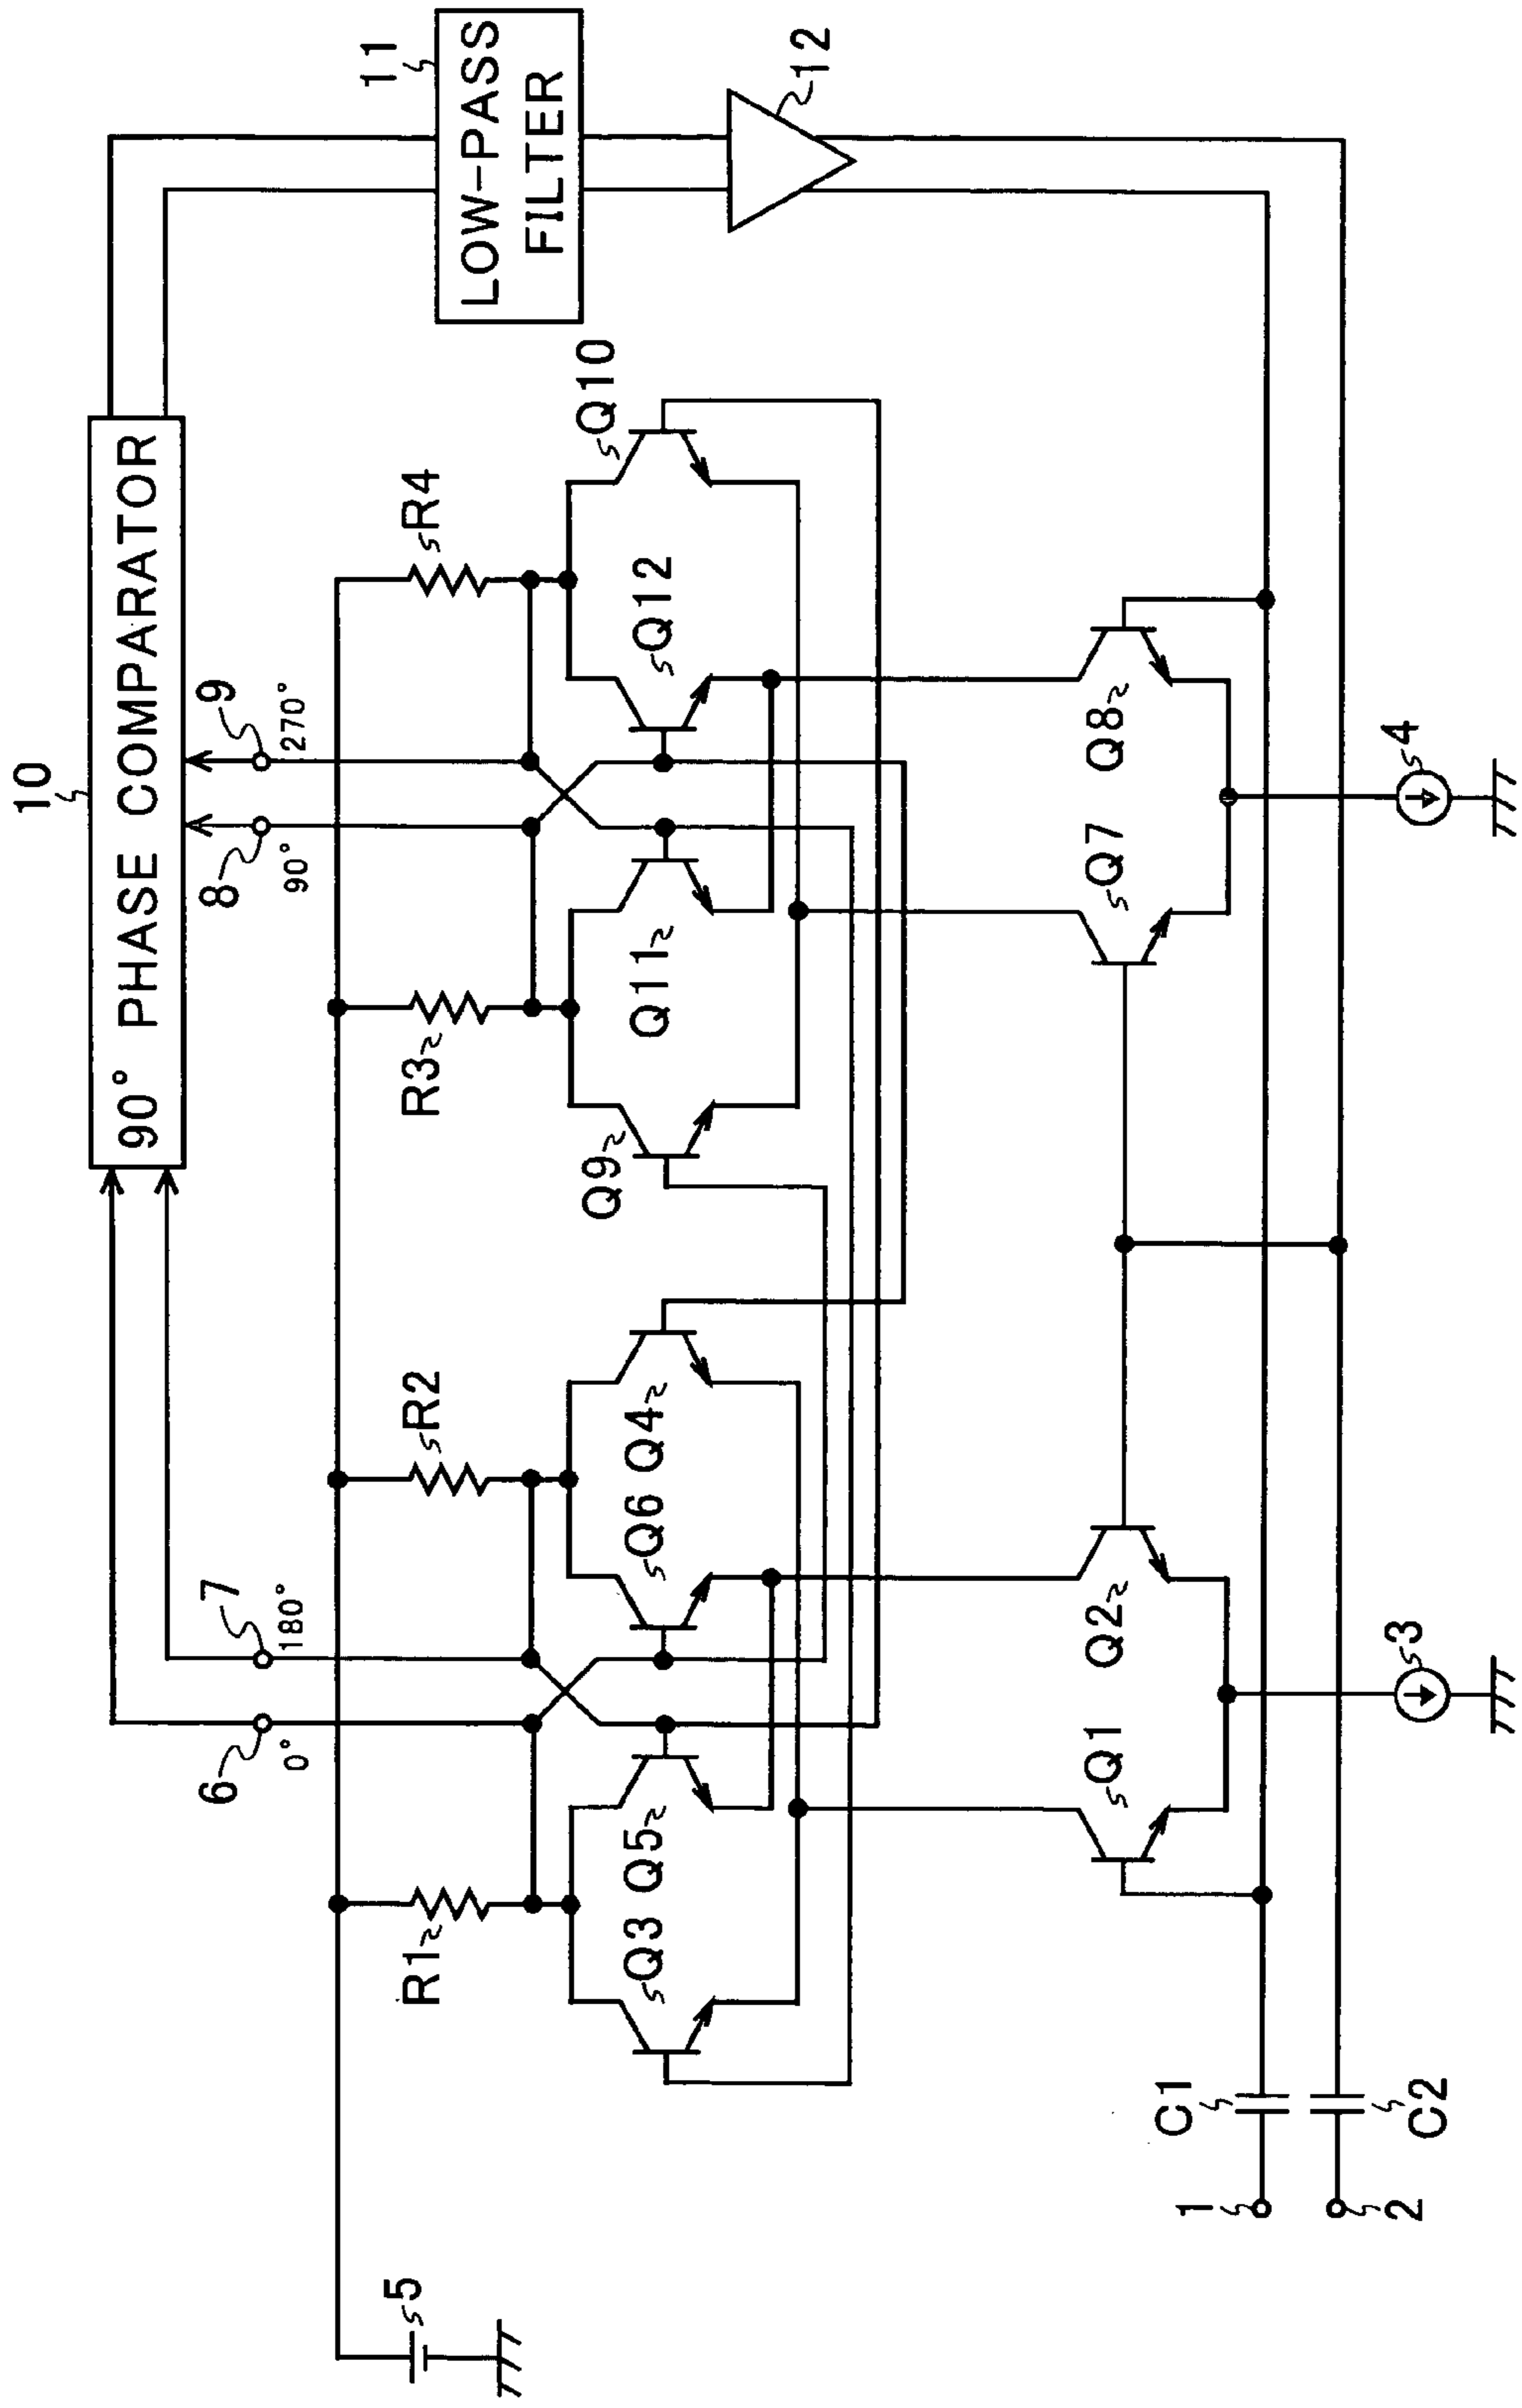 10
90° PHASE COMPARATOR
11
LOW-PASS
FILTER
12
6
0°
7
180°
8
90°
9
270°
R1
R2
R3
R4
5
Q3
Q5
Q6
Q4
Q9
Q11
Q12
Q10
Q1
Q2
Q7
Q8
C1
C2
1
2
3
4